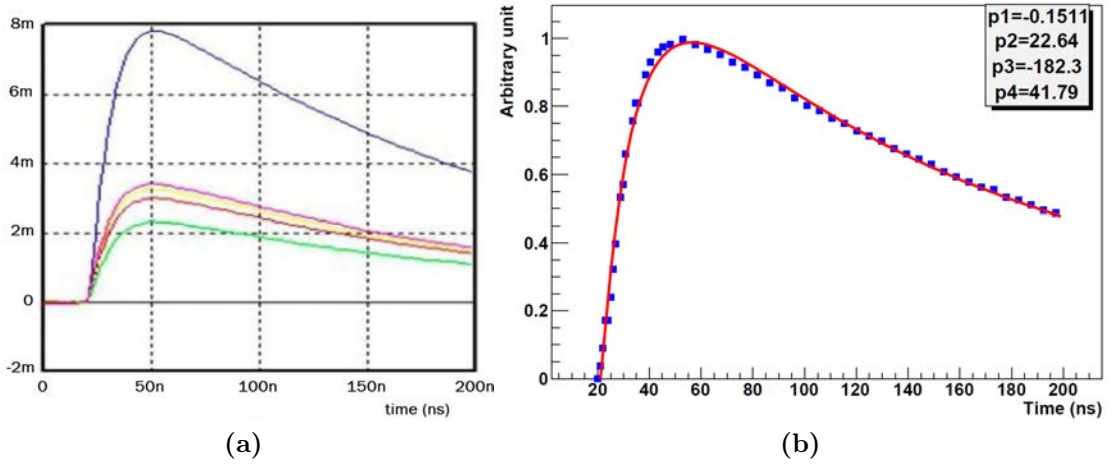 8m
6m
4m
2m
0
-2m
0 50n 100n 150n 200n
time (ns)
(a)
Arbitrary unit
1
0.8
0.6
0.4
0.2
0
p1=-0.1511
p2=22.64
p3=-182.3
p4=41.79
20 40 60 80 100 120 140 160 180 200
Time (ns)
(b)